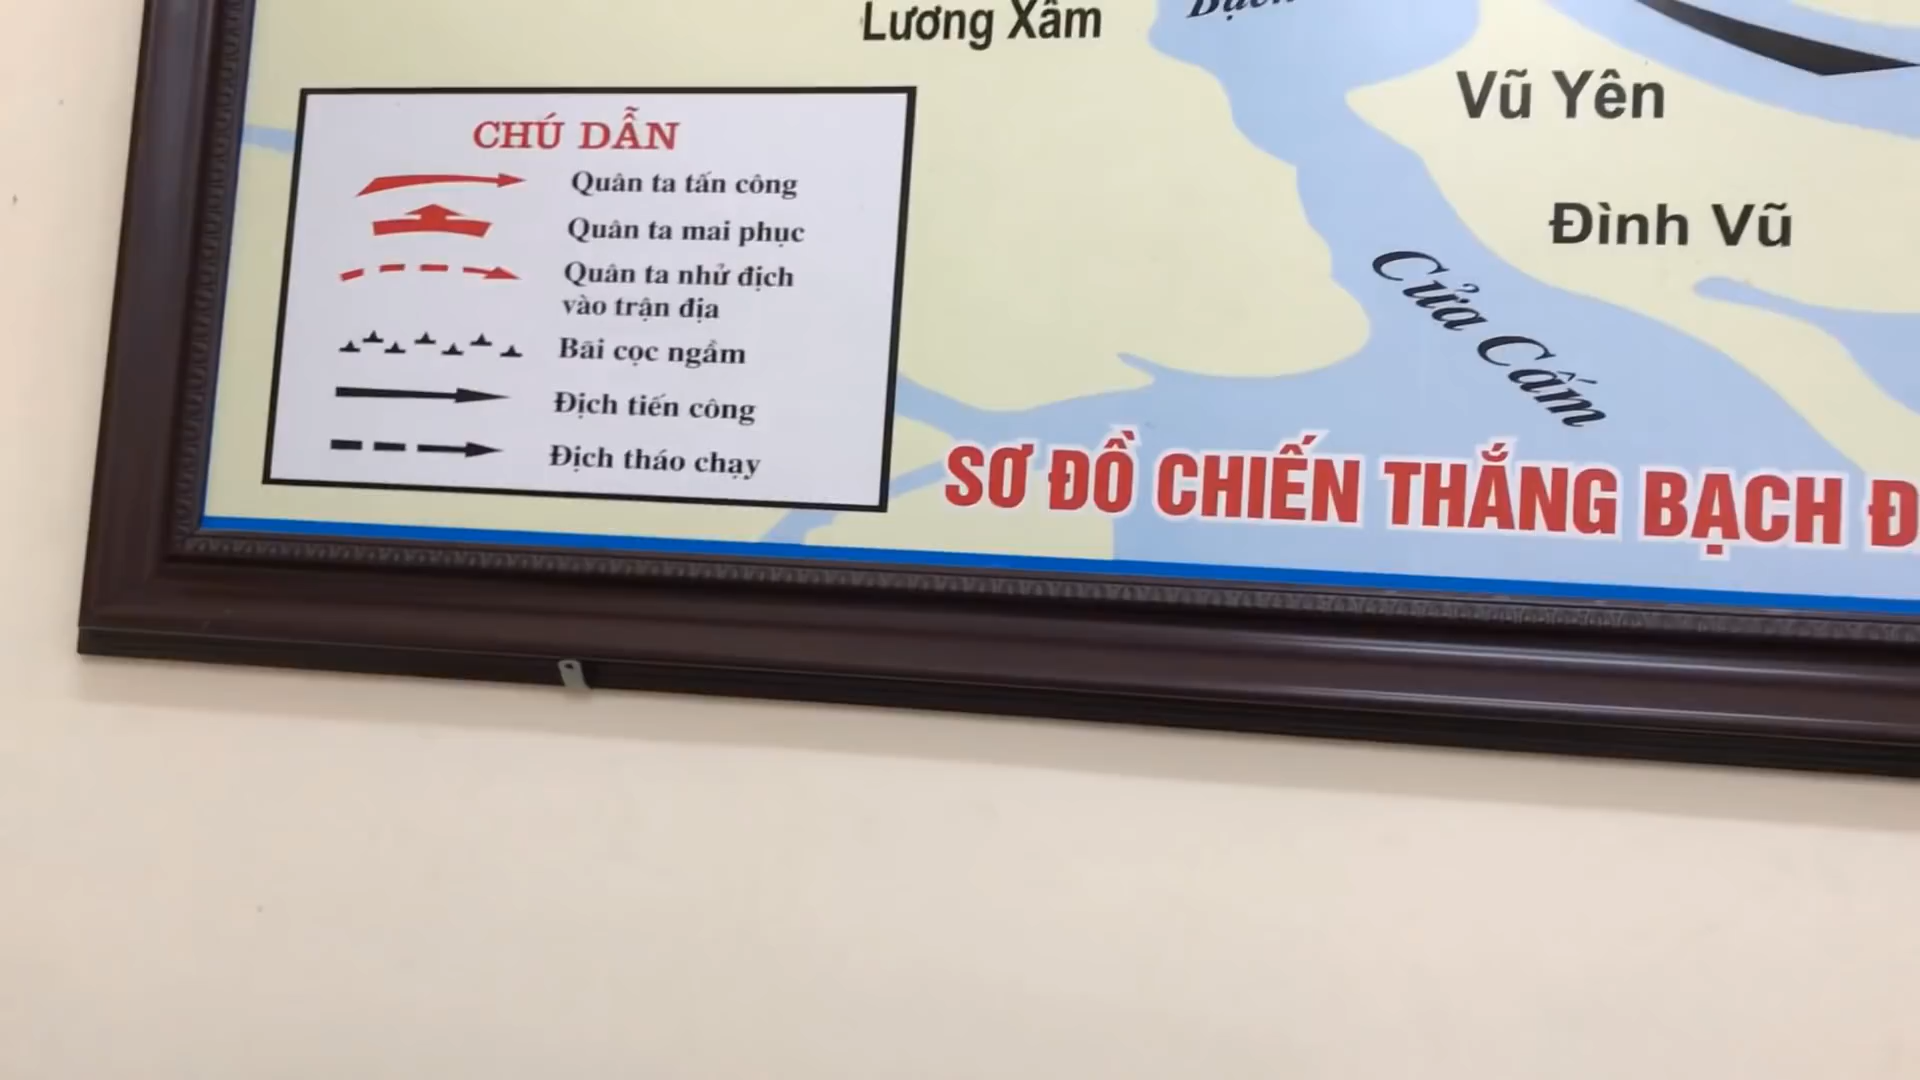 Lương Xâm
Vũ Yên
Đình Vũ
Cửa Cấm
CHÚ DẪN
Quân ta tấn công
Quân ta mai phục
Quân ta nhử địch
vào trận địa
Bãi cọc ngầm
Địch tiến công
Địch tháo chạy
SƠ ĐỒ CHIẾN THẮNG BẠCH Đ